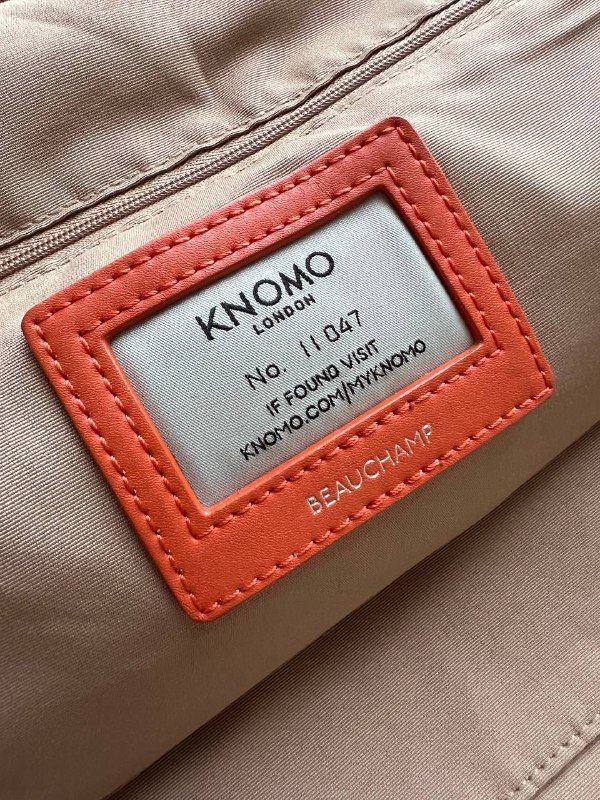 KNOMO
LONDON
No. 11047
IF FOUND VISIT
KNOMO.COM/MYKNOMO
BEAUCHAMP